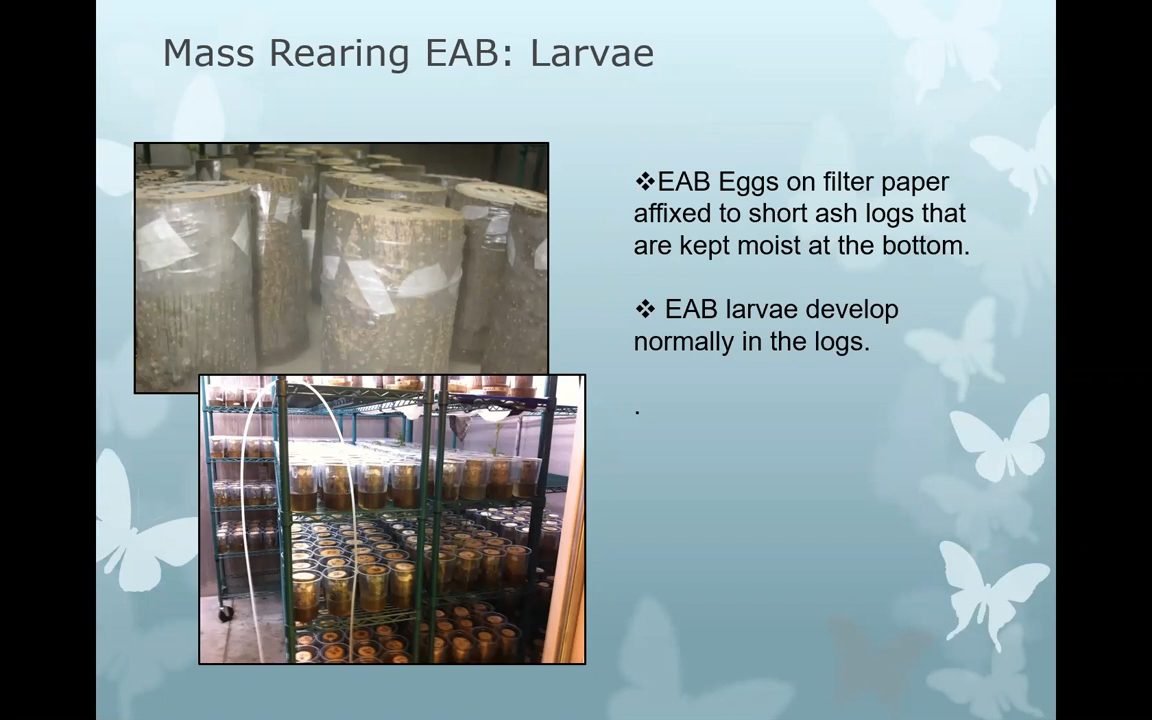 Mass Rearing EAB: Larvae
❖EAB Eggs on filter paper
affixed to short ash logs that
are kept moist at the bottom.
❖ EAB larvae develop
normally in the logs.
.